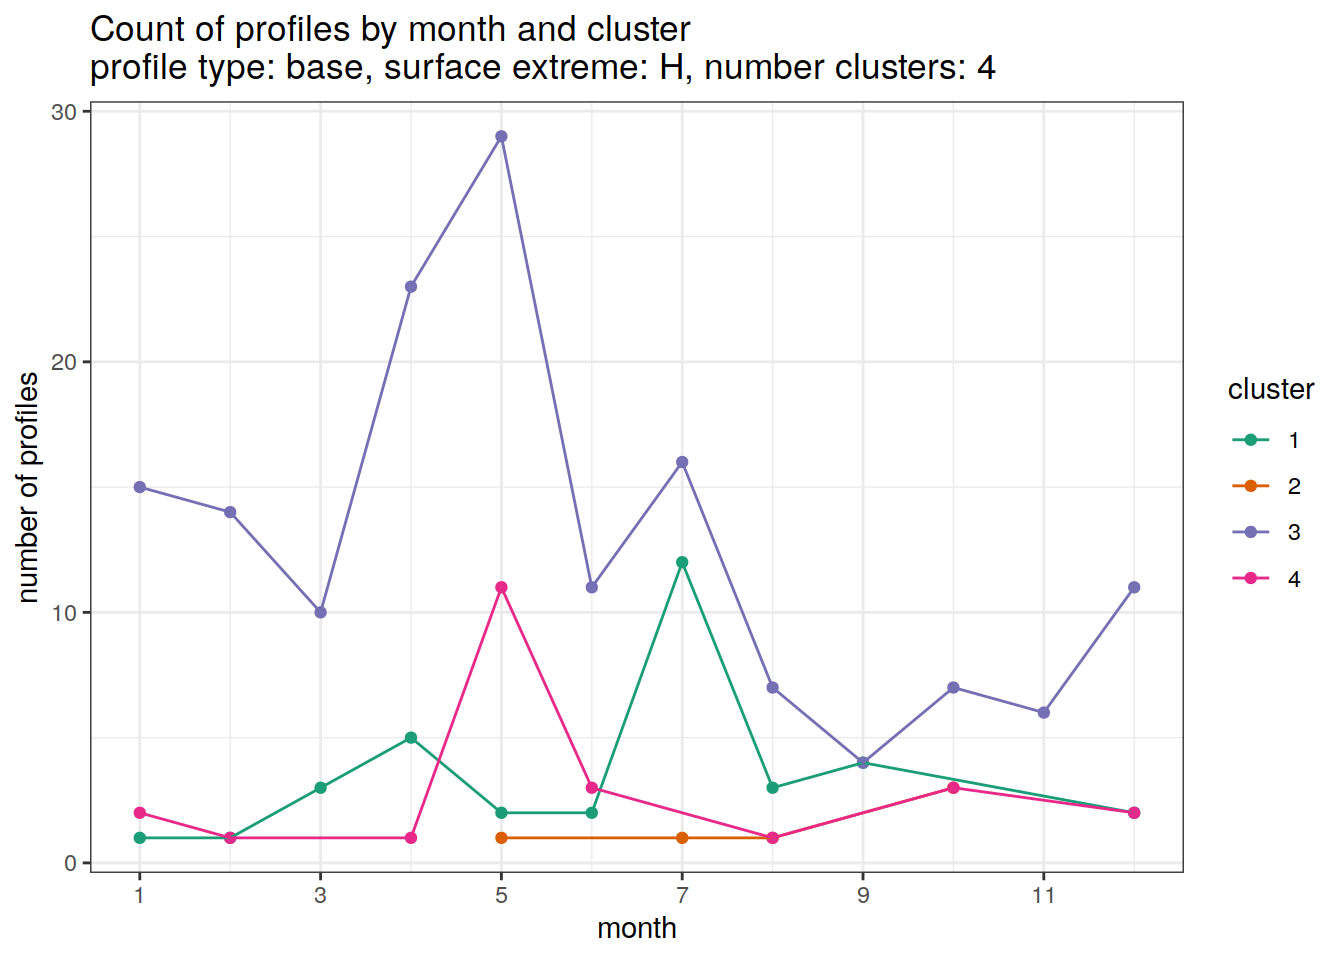 Count of profiles by month and cluster
profile type: base, surface extreme: H, number clusters: 4
30
20
10
0
number of profiles
1 3 5 7 9 11
month
cluster
1
2
3
4